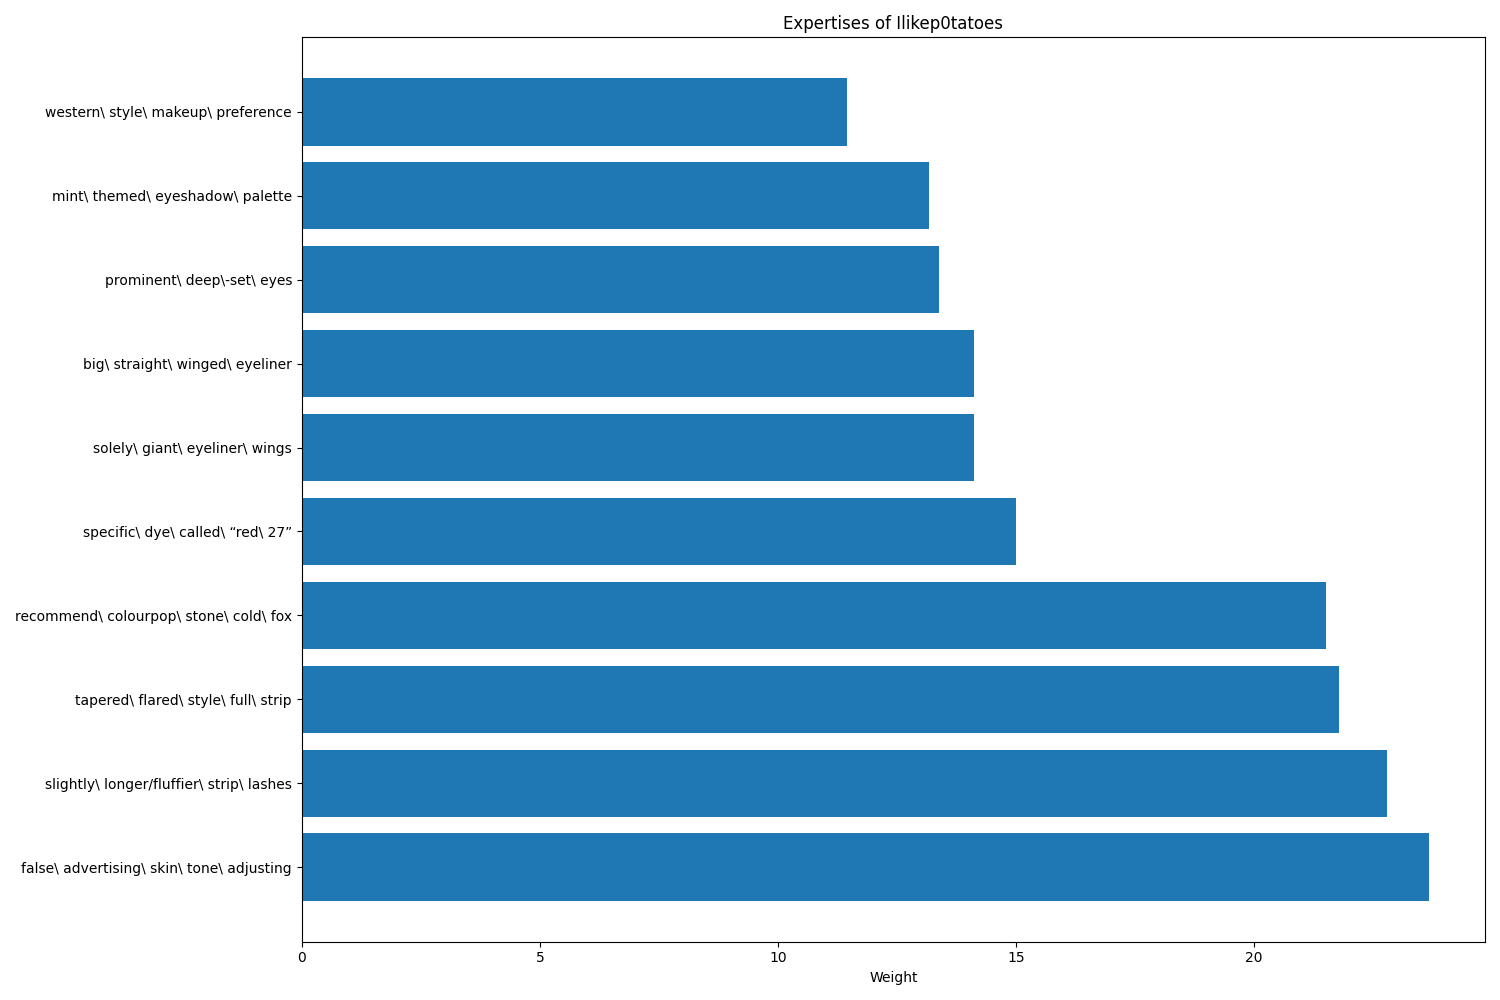 Expertises of Ilikep0tatoes
western\ style\ makeup\ preference
mint\ themed\ eyeshadow\ palette
prominent\ deep\-set\ eyes
big\ straight\ winged\ eyeliner
solely\ giant\ eyeliner\ wings
specific\ dye\ called\ “red\ 27”
recommend\ colourpop\ stone\ cold\ fox
tapered\ flared\ style\ full\ strip
slightly\ longer/fluffier\ strip\ lashes
false\ advertising\ skin\ tone\ adjusting
0 5 10 15 20
Weight